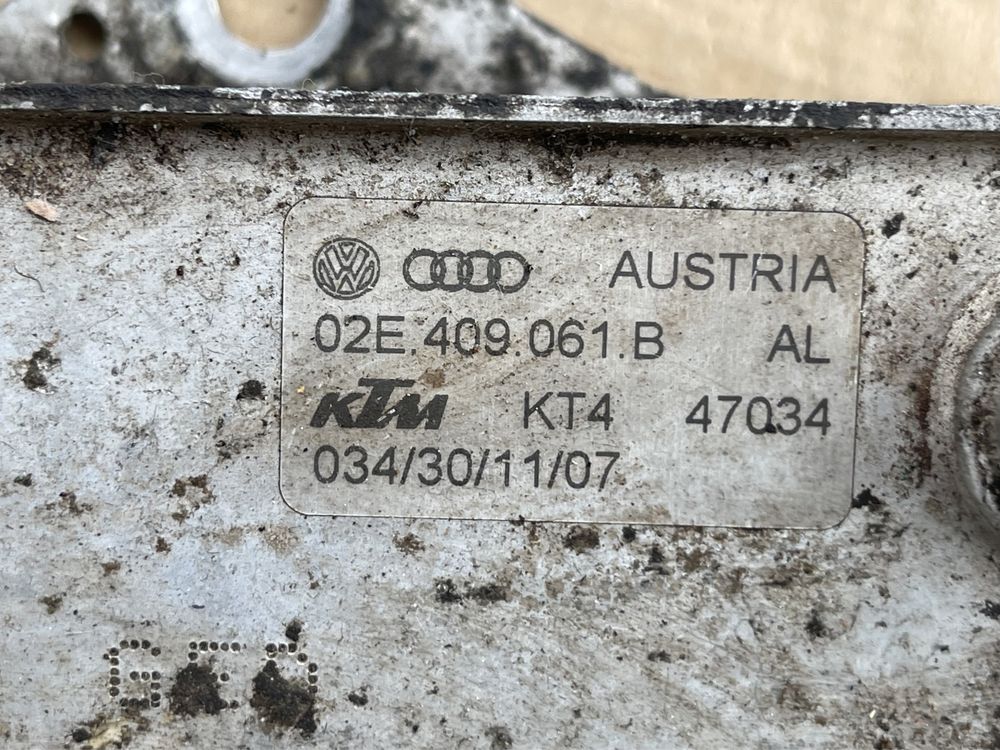 AUSTRIA
02E.409.061.B AL
KTM KT4 47034
034/30/11/07